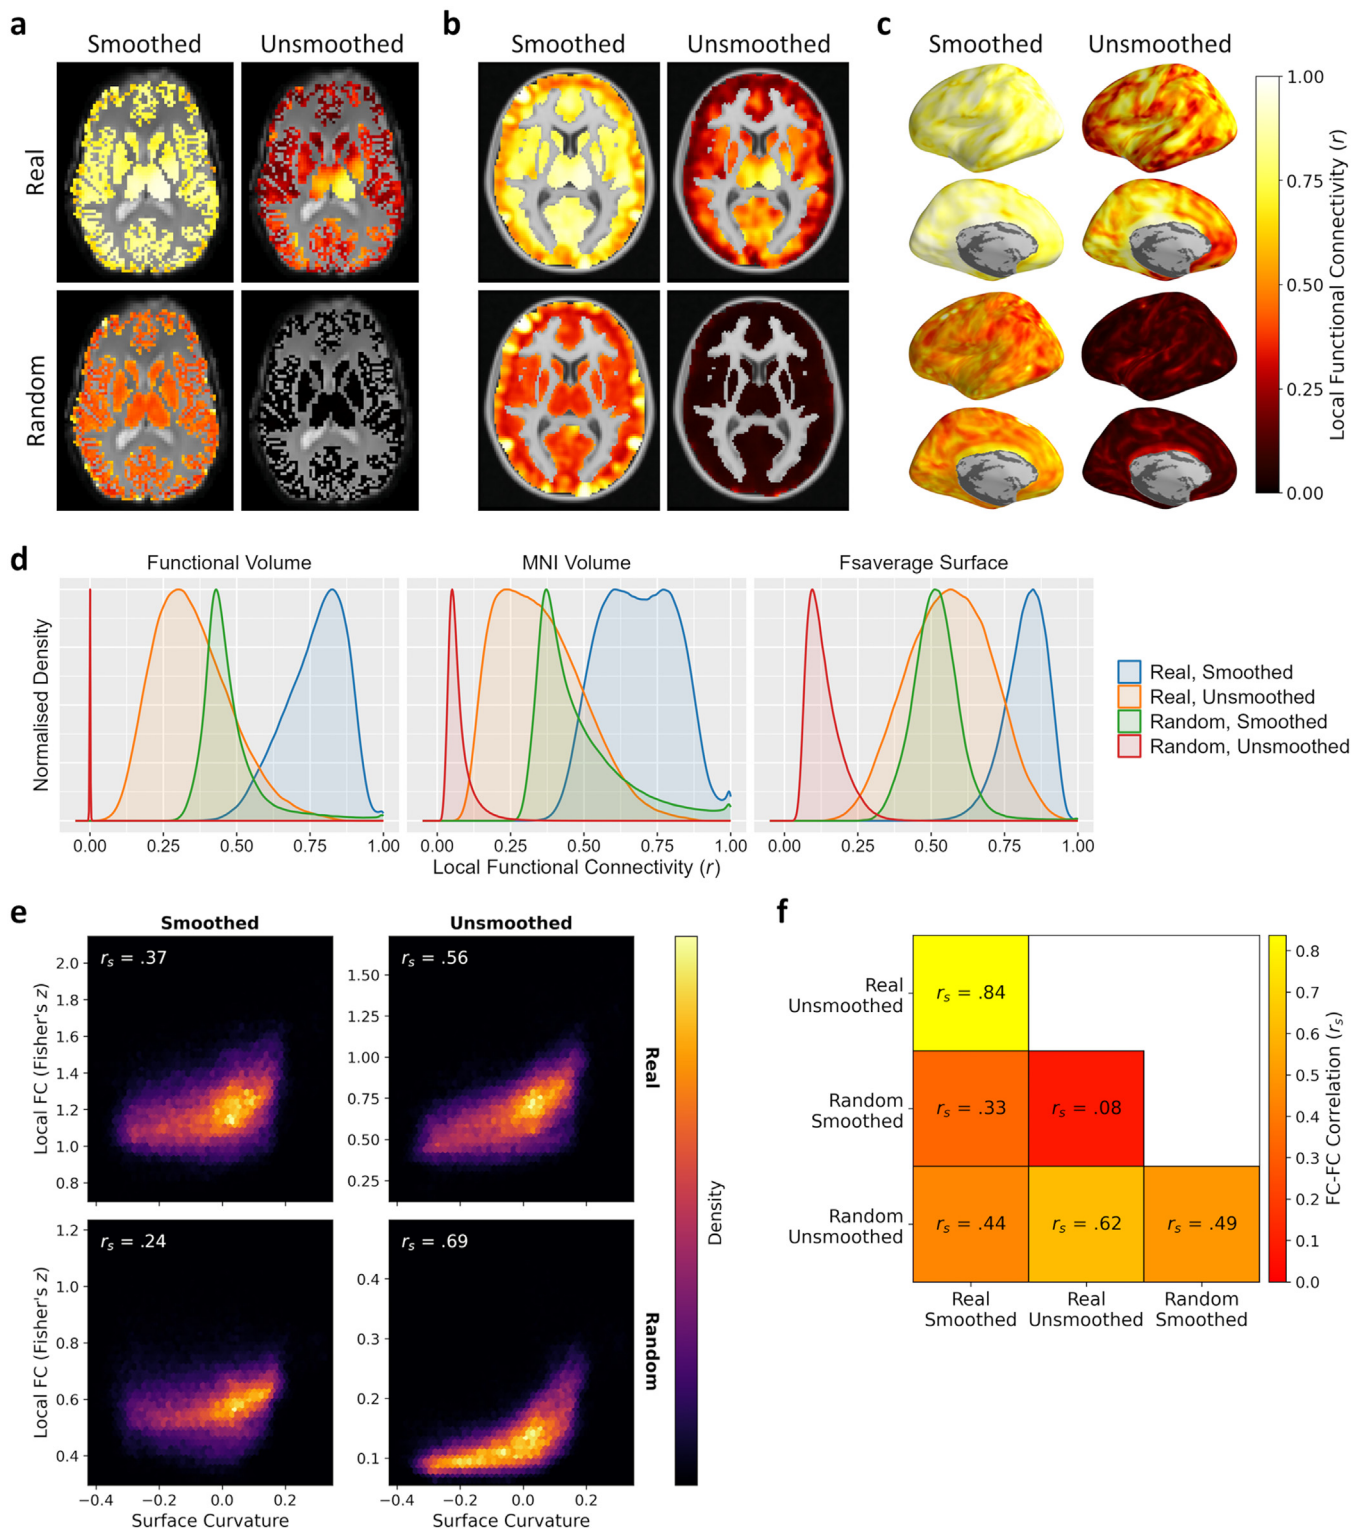 a
b
c
Smoothed
Unsmoothed
Smoothed
Unsmoothed
Smoothed
Unsmoothed
Real
Random
1.00
0.75
0.50
0.25
0.00
Local Functional Connectivity (r)
d
Functional Volume
MNI Volume
Fsaverage Surface
Normalised Density
0.00 0.25 0.50 0.75 1.00
0.00 0.25 0.50 0.75 1.00
0.00 0.25 0.50 0.75 1.00
Local Functional Connectivity (r)
Real, Smoothed
Real, Unsmoothed
Random, Smoothed
Random, Unsmoothed
e
Smoothed
Unsmoothed
Local FC (Fisher's z)
2.0
1.8
1.6
1.4
1.2
1.0
0.8
rs = .37
1.50
1.25
1.00
0.75
0.50
0.25
rs = .56
Real
Local FC (Fisher's z)
1.2
1.0
0.8
0.6
0.4
rs = .24
0.4
0.3
0.2
0.1
rs = .69
Random
−0.4 −0.2 0.0 0.2
−0.4 −0.2 0.0 0.2
Surface Curvature
Surface Curvature
Density
f
Real
Unsmoothed
rs = .84
Random
Smoothed
rs = .33
rs = .08
Random
Unsmoothed
rs = .44
rs = .62
rs = .49
Real
Smoothed
Real
Unsmoothed
Random
Smoothed
0.8
0.7
0.6
0.5
0.4
0.3
0.2
0.1
0.0
FC-FC Correlation (rs)